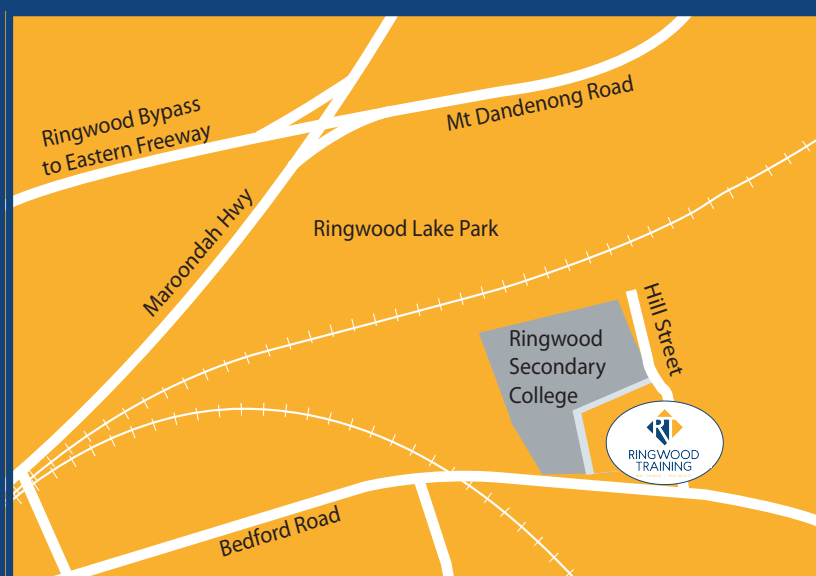 Ringwood Bypass
to Eastern Freeway
Mt Dandenong Road
Maroondah Hwy
Ringwood Lake Park
Hill Street
Ringwood
Secondary
College
RT
RINGWOOD
TRAINING
Bedford Road